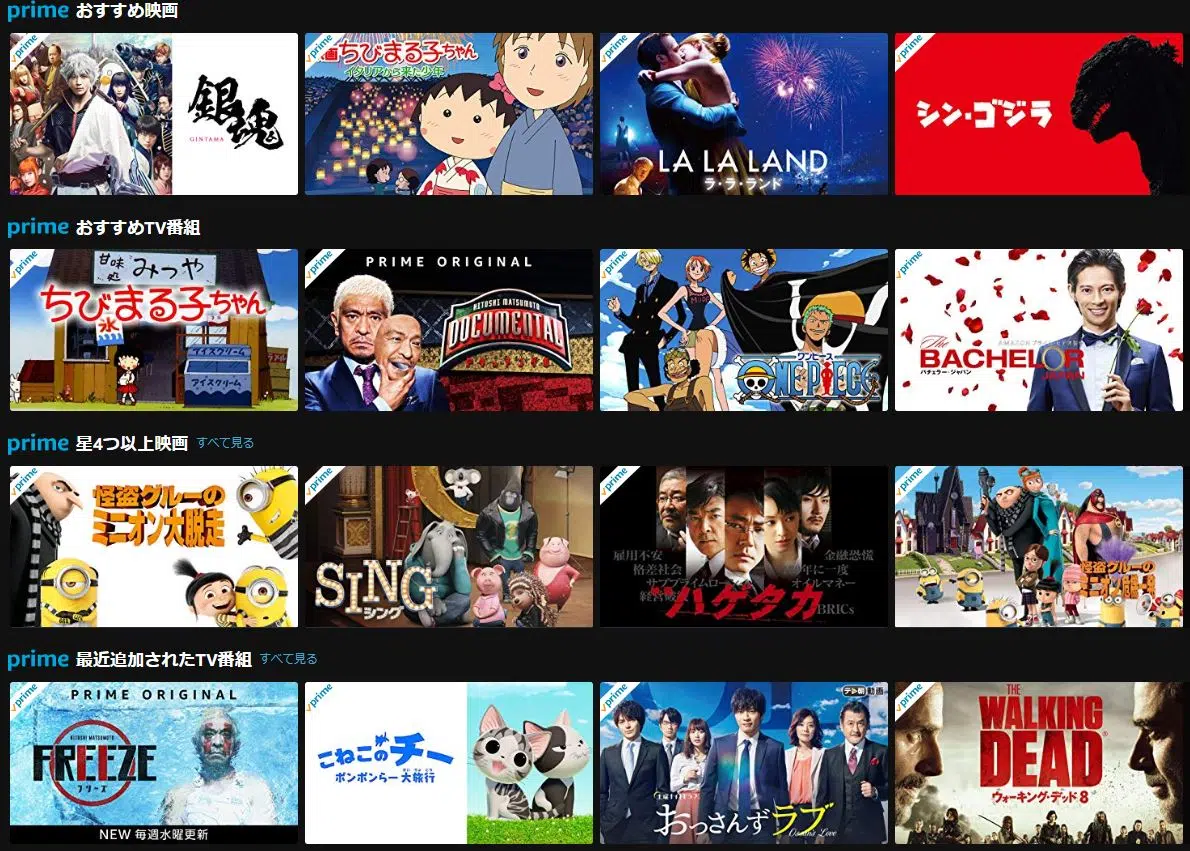 prime おすすめ映画
prime
銀魂
GINTAMA
prime
映画ちびまる子ちゃん
イタリアから来た少年
prime
LA LA LAND
ラ・ラ・ランド
prime
シン・ゴジラ
prime おすすめTV番組
prime
甘味処 みつや
ちびまる子ちゃん
氷
アイスクリーム
アイスクリーム
prime
PRIME ORIGINAL
HITOSHI MATSUMOTO
DOCUMENTAL
prime
ワンピース
ONE PIECE
prime
The
BACHELOR
JAPAN
バチェラー・ジャパン
prime 星4つ以上映画 すべて見る
prime
怪盗グルーの
ミニオン大脱走
prime
SING
シング
prime
雇用不安
金融恐慌
格差社会
年に一度
サブプライムロー
オイルマネー
ハゲタカ
BRICs
prime
怪盗グルーの
prime 最近追加されたTV番組 すべて見る
prime
PRIME ORIGINAL
HITOSHI MATSUMOTO
FREEZE
フリーズ
NEW 毎週水曜更新
prime
こねこのチー
ポンポンらー大旅行
prime
テレ朝動画
おっさんずラブ
Ossan's Love
prime
THE
WALKING
DEAD
ウォーキング・デッド8